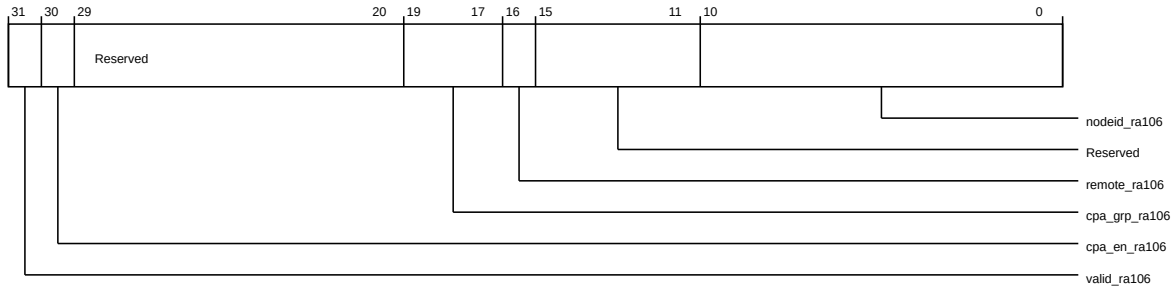 31 30 29 20 19 17 16 15 11 10 0
Reserved
nodeid_ra106
Reserved
remote_ra106
cpa_grp_ra106
cpa_en_ra106
valid_ra106